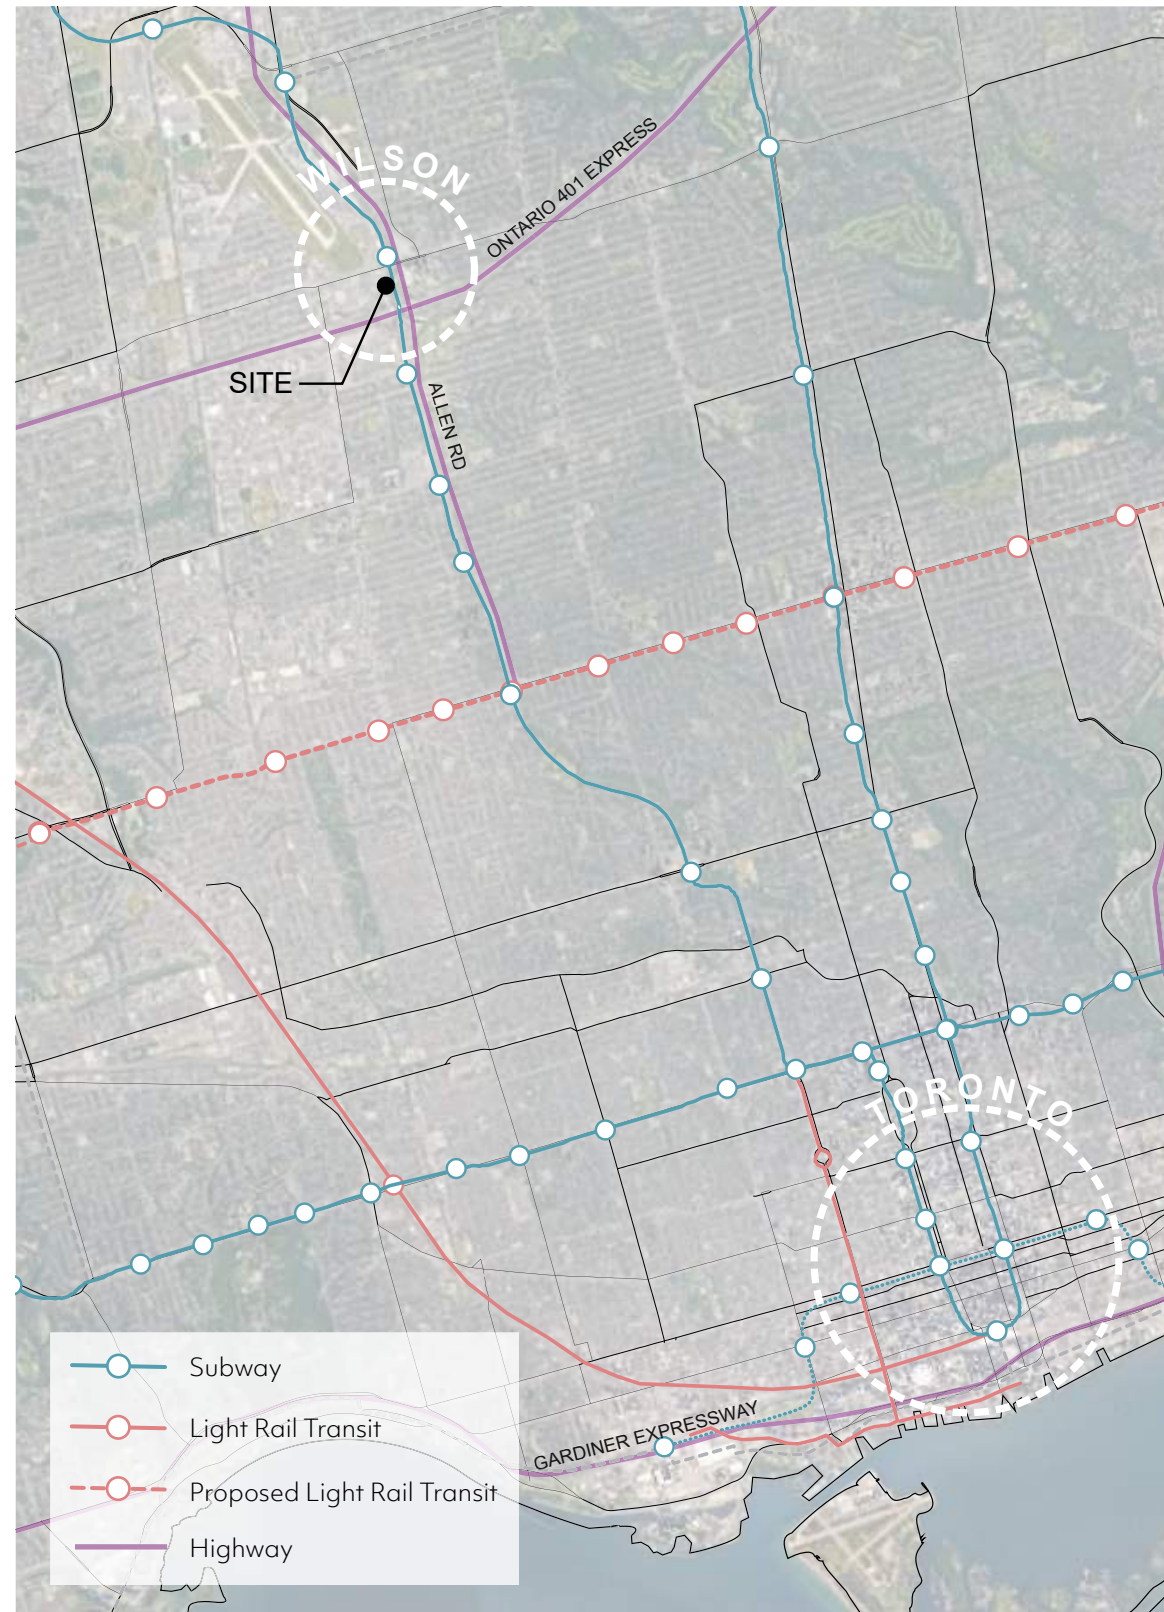 WILSON
ONTARIO 401 EXPRESS
SITE
ALLEN RD
TORONTO
GARDINER EXPRESSWAY
Subway
Light Rail Transit
Proposed Light Rail Transit
Highway